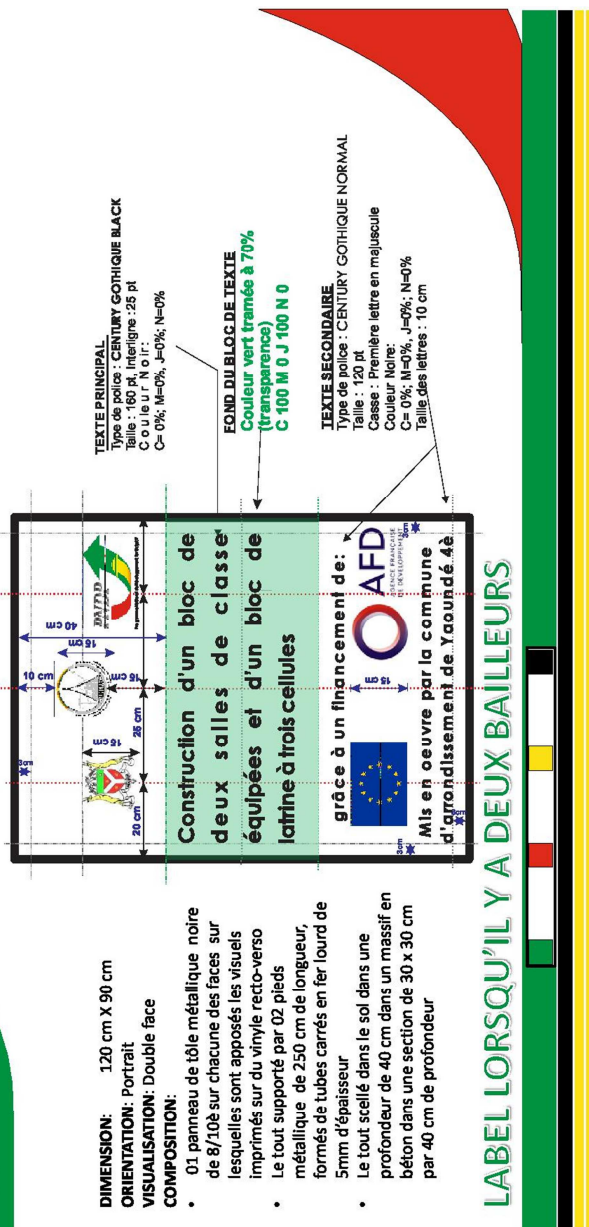 DIMENSION: 120 cm X 90 cm
ORIENTATION: Portrait
VISUALISATION: Double face
COMPOSITION:
• 01 panneau de tôle métallique noire
de 8/10è sur chacune des faces sur
lesquelles sont apposés les visuels
imprimés sur du vinyle recto-verso
• Le tout supporté par 02 pieds
métallique de 250 cm de longueur,
formés de tubes carrés en fer lourd de
5mm d'épaisseur
• Le tout scellé dans le sol dans une
profondeur de 40 cm dans un massif en
béton dans une section de 30 x 30 cm
par 40 cm de profondeur
3cm
10 cm
40 cm
15 cm
15 cm
15 cm
15 cm
20 cm
25 cm
Construction d'un bloc de
deux salles de classe
équipées et d'un bloc de
latrine à trois cellules
grâce à un financement de:
15 cm
AFD
AGENCE FRANÇAISE
DE DÉVELOPPEMENT
3cm
Mis en oeuvre par la commune
d'arrondissement de Yaoundé 4è
3cm
3cm
TEXTE PRINCIPAL
Type de police : CENTURY GOTHIQUE BLACK
Taille : 160 pt, Interligne :25 pt
Couleur Noir:
C= 0%; M=0%, J=0%; N=0%
FOND DU BLOC DE TEXTE
Couleur vert tramée à 70%
(transparence)
C 100 M 0 J 100 N 0
TEXTE SECONDAIRE
Type de police : CENTURY GOTHIQUE NORMAL
Taille : 120 pt
Casse : Première lettre en majuscule
Couleur Noire:
C= 0%; M=0%, J=0%; N=0%
Taille des lettres : 10 cm
LABEL LORSQU'IL Y A DEUX BAILLEURS